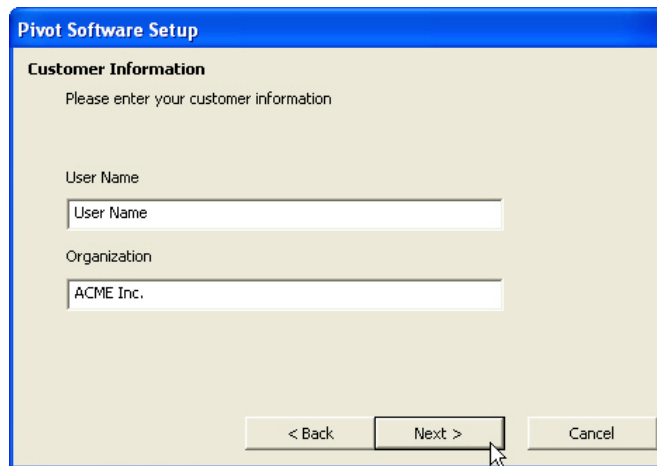 Pivot Software Setup
Customer Information
Please enter your customer information
User Name
User Name
Organization
ACME Inc.
< Back Next > Cancel